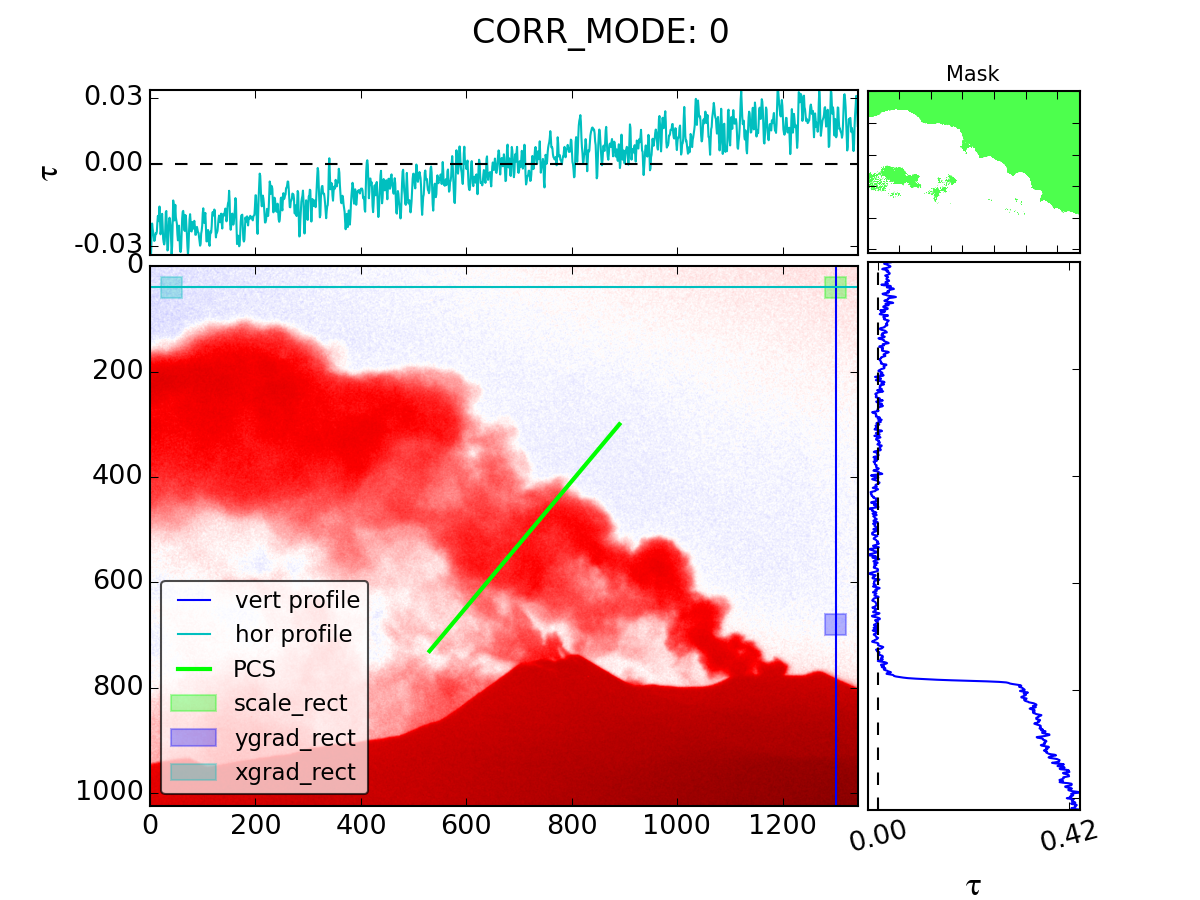 CORR_MODE: 0
Mask
0.03
0.00
-0.03
τ
0
200
400
600
800
1000
vert profile
hor profile
PCS
scale_rect
ygrad_rect
xgrad_rect
0 200 400 600 800 1000 1200
0.00 0.42
τ